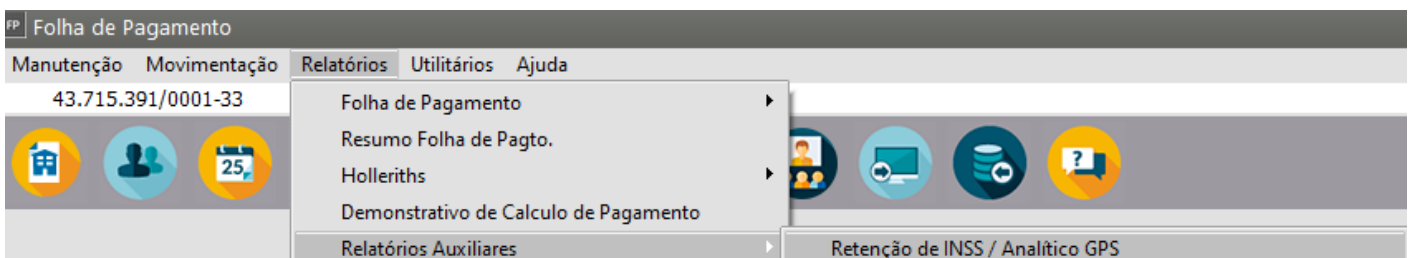 FP Folha de Pagamento
Manutenção Movimentação Relatórios Utilitários Ajuda
43.715.391/0001-33
Folha de Pagamento
Resumo Folha de Pagto.
25
?
Holleriths
Demonstrativo de Calculo de Pagamento
Relatórios Auxiliares
Retenção de INSS / Analítico GPS